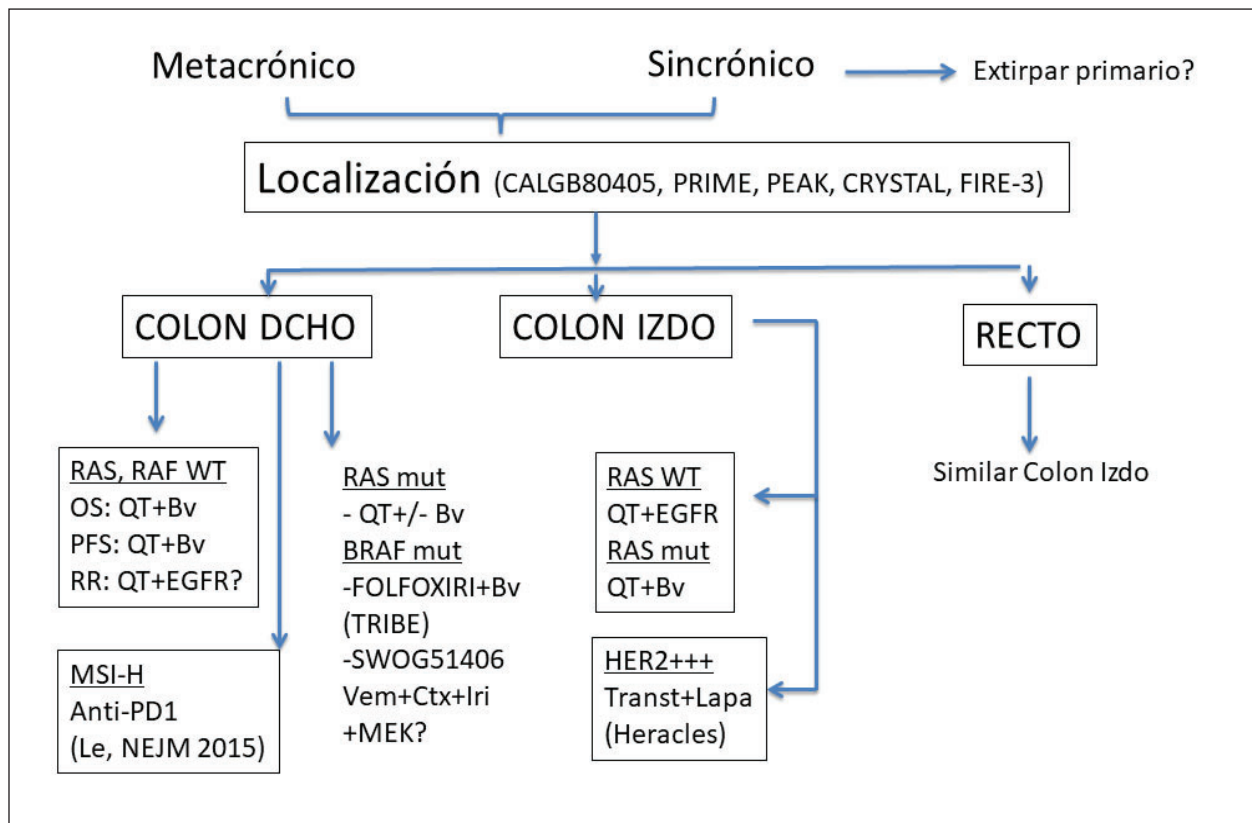 Metacrónico
Sincrónico
Extirpar primario?
Localización (CALGB80405, PRIME, PEAK, CRYSTAL, FIRE-3)
COLON DCHO
COLON IZDO
RECTO
RAS, RAF WT
OS: QT+Bv
PFS: QT+Bv
RR: QT+EGFR?
MSI-H
Anti-PD1
(Le, NEJM 2015)
RAS mut
- QT+/- Bv
BRAF mut
-FOLFOXIRI+Bv
(TRIBE)
-SWOG51406
Vem+Ctx+Iri
+MEK?
RAS WT
QT+EGFR
RAS mut
QT+Bv
HER2+++
Transt+Lapa
(Heracles)
Similar Colon Izdo